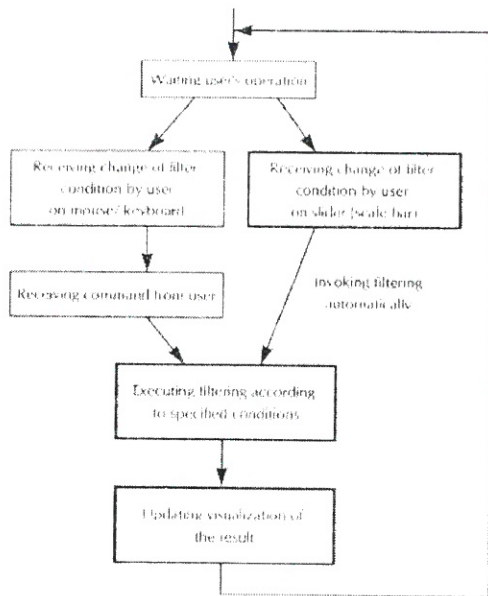 Waiting user's operation
Receiving change of filter
condition by user
on mouse/ keyboard
Receiving change of filter
condition by user
on slider (scale bar)
Receiving command from user
Invoking filtering
automatically
Executing filtering according
to specified conditions
Updating visualization of
the result